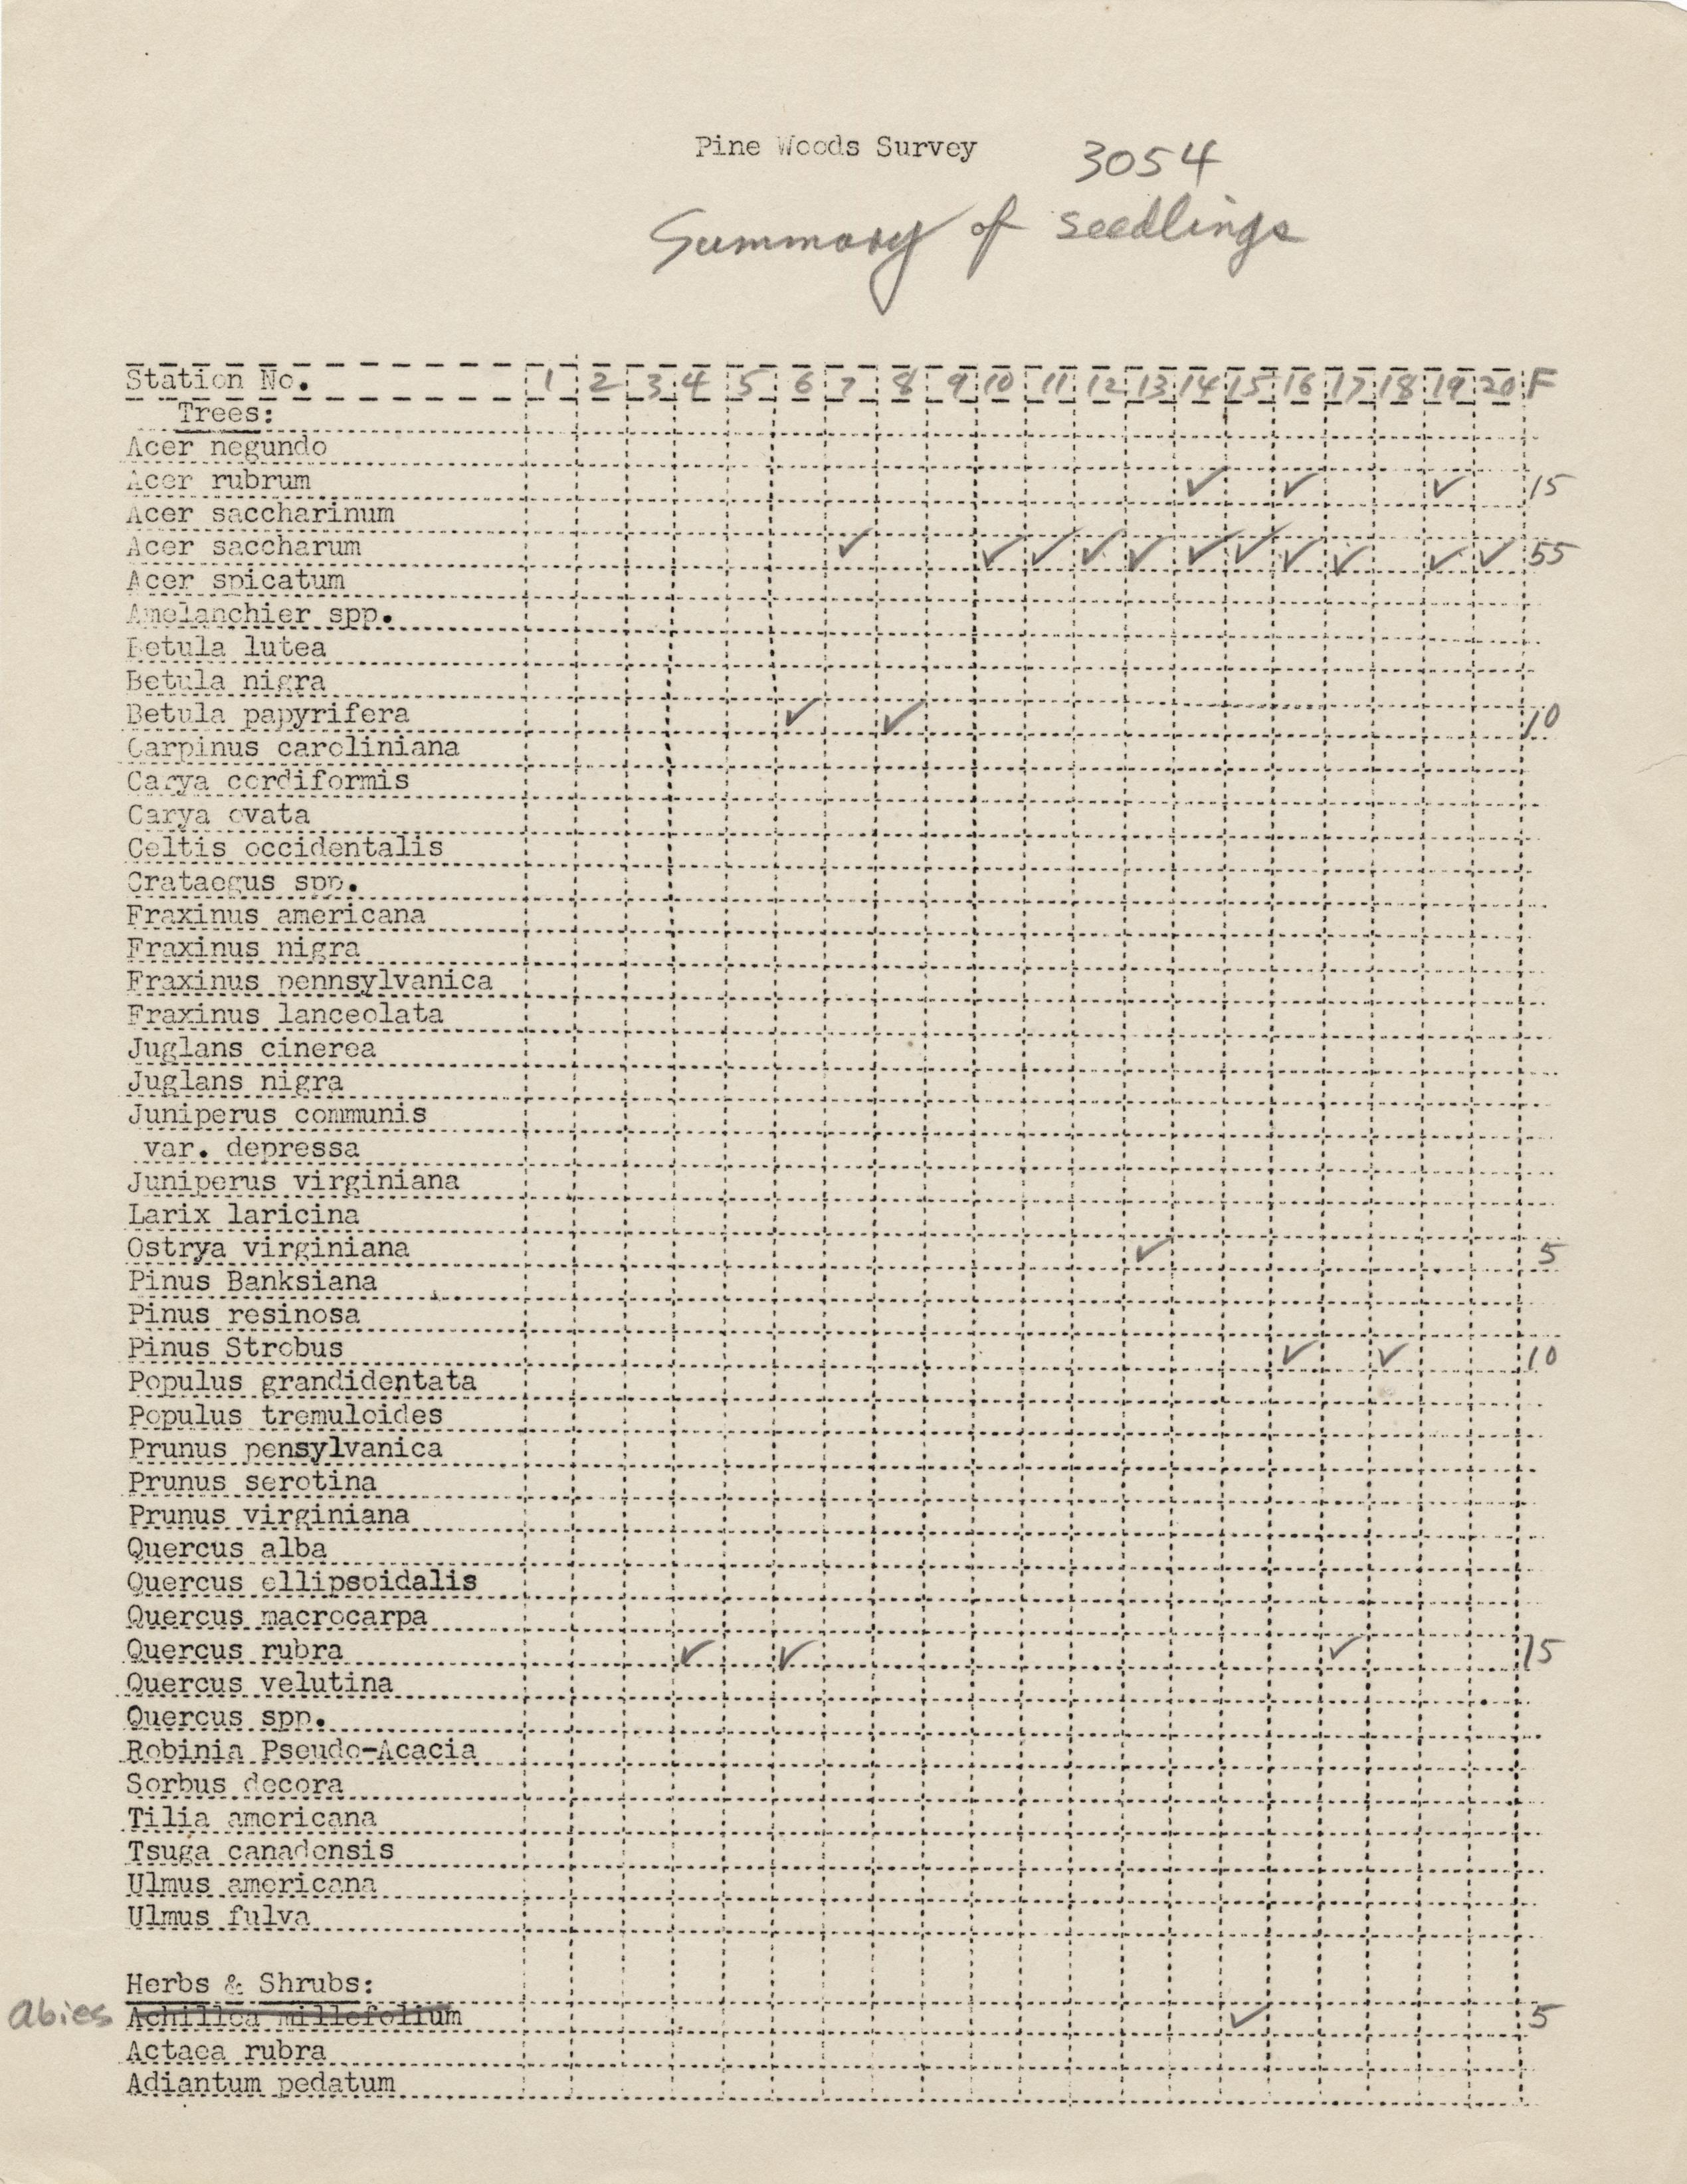 Pine Woods Survey 3054
Summary of seedlings
Station No. 1 2 3 4 5 6 7 8 9 10 11 12 13 14 15 16 17 18 19 20 F
Trees:
Acer negundo
Acer rubrum ✓ ✓ ✓ 15
Acer saccharinum
Acer saccharum ✓ ✓ ✓ ✓ ✓ ✓ ✓ ✓ ✓ ✓ ✓ 55
Acer spicatum
Amelanchier spp.
Betula lutea
Betula nigra
Betula papyrifera ✓ ✓ 10
Carpinus caroliniana
Carya cordiformis
Carya ovata
Celtis occidentalis
Crataegus spp.
Fraxinus americana
Fraxinus nigra
Fraxinus pennsylvanica
Fraxinus lanceolata
Juglans cinerea
Juglans nigra
Juniperus communis
var. depressa
Juniperus virginiana
Larix laricina
Ostrya virginiana ✓ 5
Pinus Banksiana
Pinus resinosa
Pinus Strobus ✓ ✓ 10
Populus grandidentata
Populus tremuloides
Prunus pensylvanica
Prunus serotina
Prunus virginiana
Quercus alba
Quercus ellipsoidalis
Quercus macrocarpa
Quercus rubra ✓ ✓ ✓ 15
Quercus velutina
Quercus spp.
Robinia Pseudo-Acacia
Sorbus decora
Tilia americana
Tsuga canadensis
Ulmus americana
Ulmus fulva
Herbs & Shrubs:
Abies Achillea millefolium ✓ 5
Actaea rubra
Adiantum pedatum